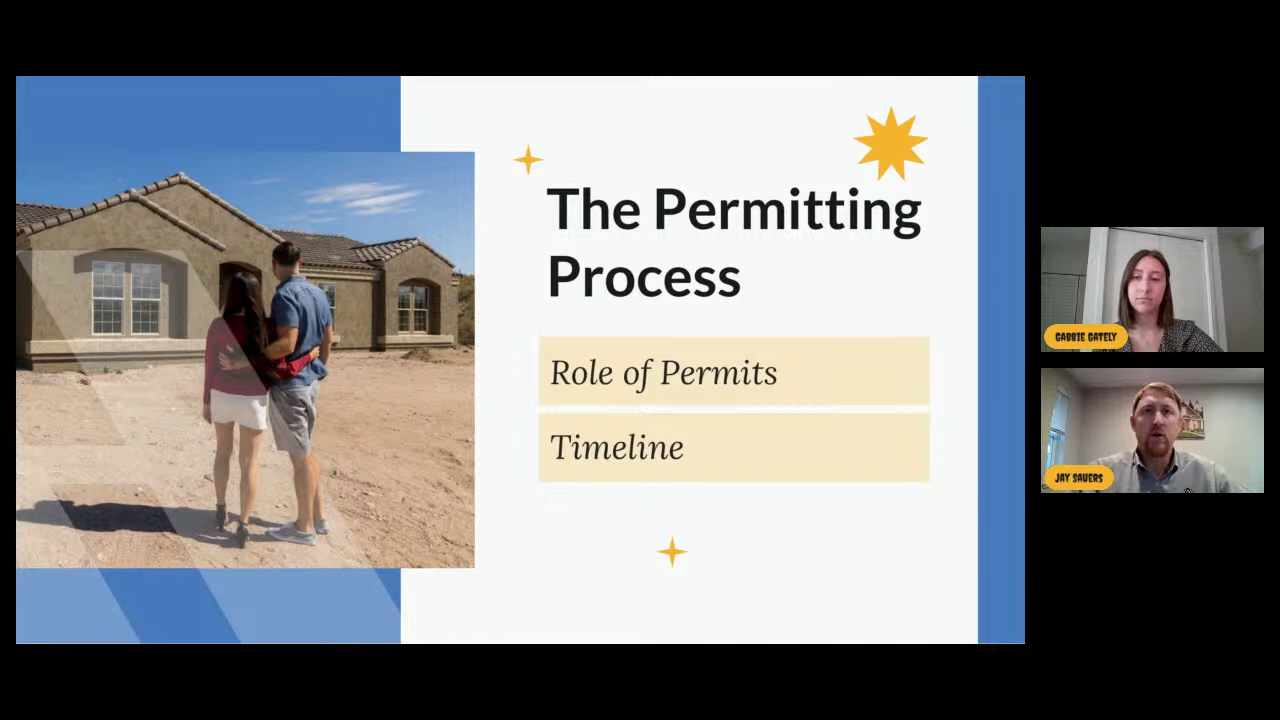 The Permitting
Process
Role of Permits
Timeline
GABBIE GATELY
JAY SAUERS